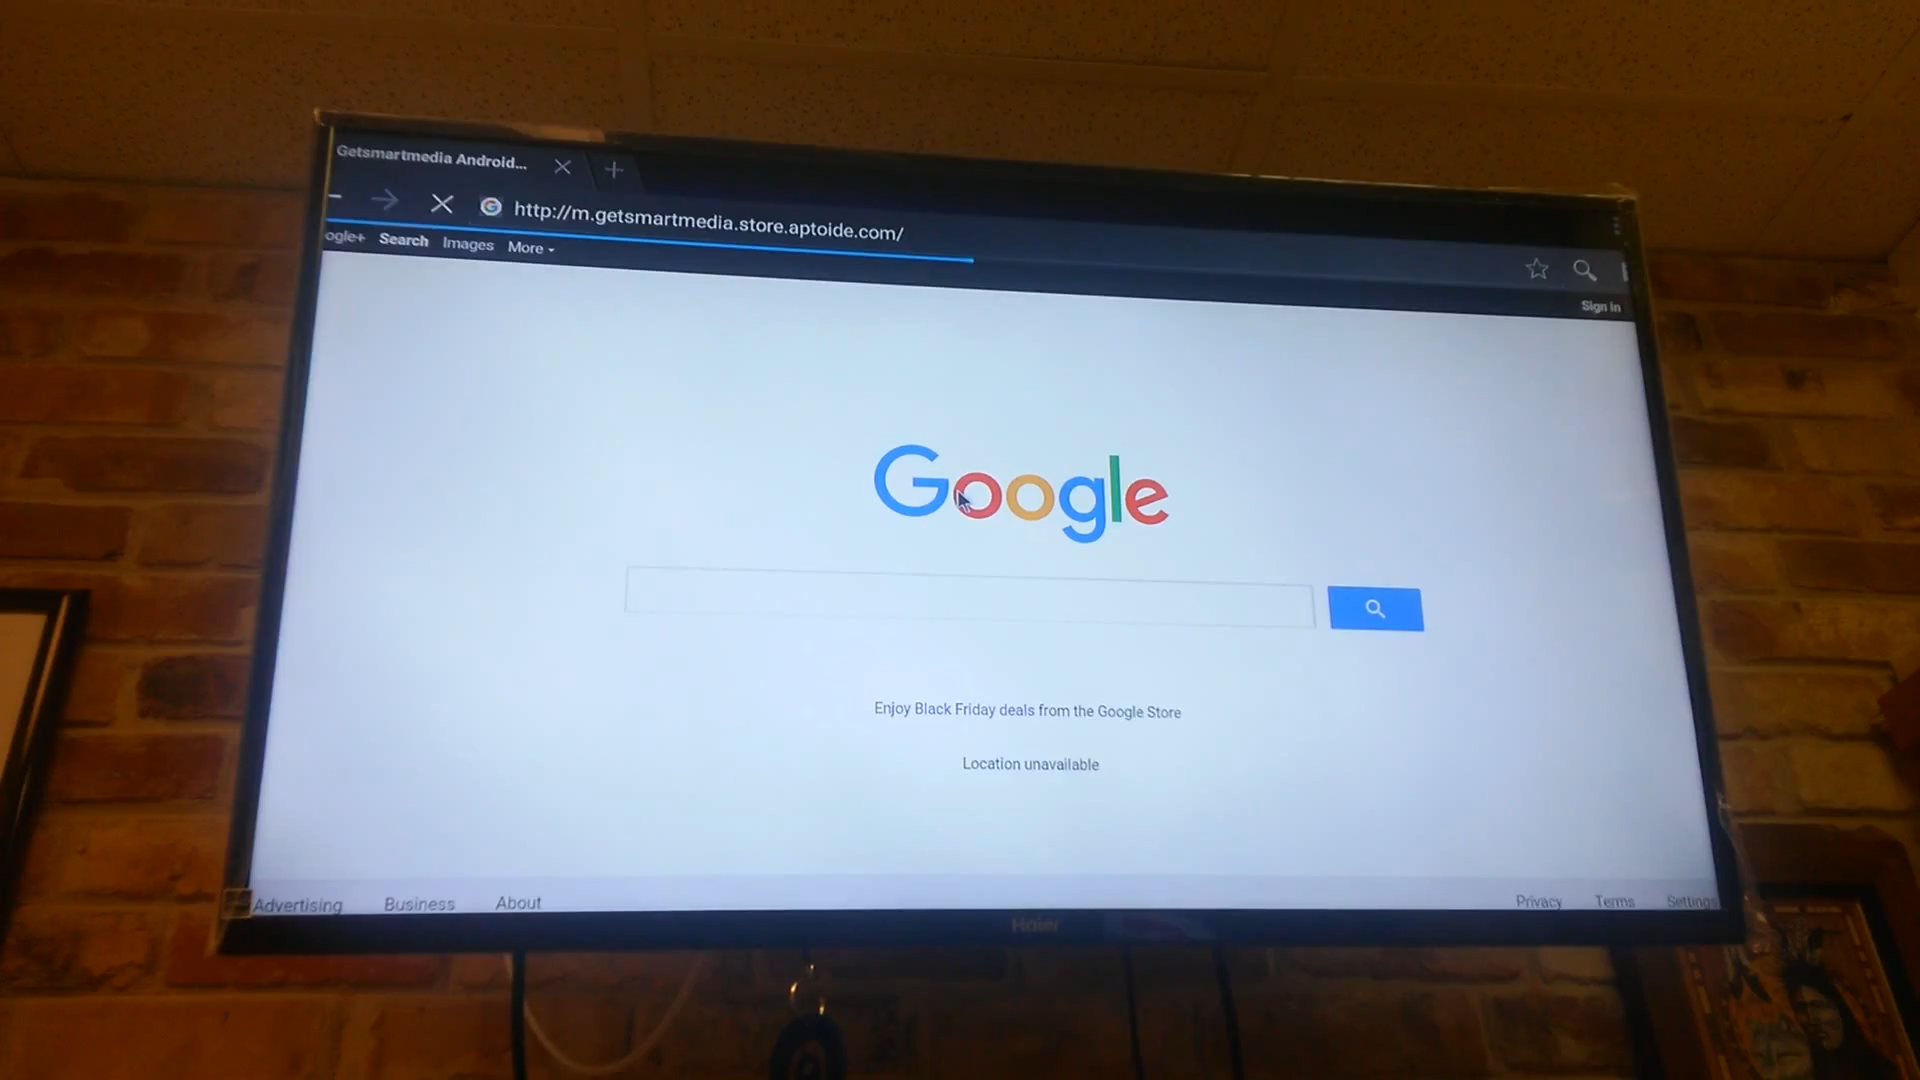 Getsmartmedia Android...
http://m.getsmartmedia.store.aptoide.com/
ogle+ Search Images More
Sign in
Google
Enjoy Black Friday deals from the Google Store
Location unavailable
Advertising Business About
Privacy Terms Settings
Haier